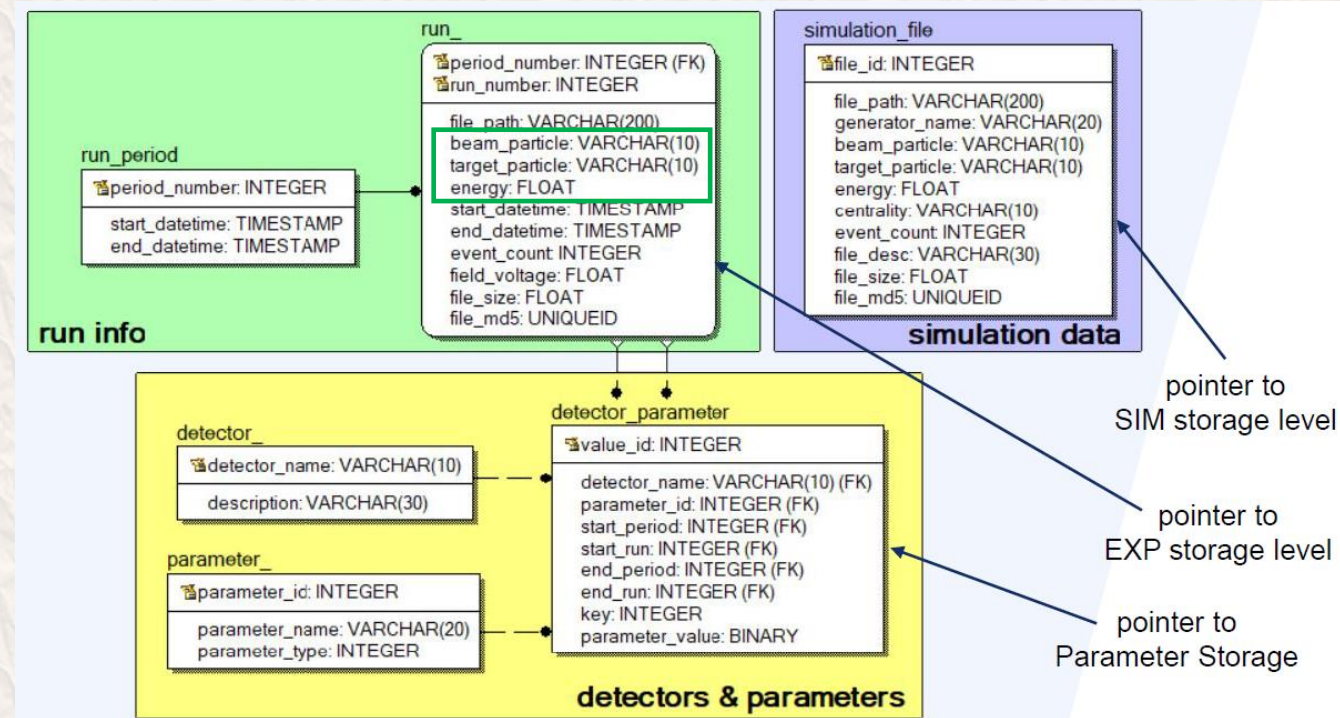 run_
period_number: INTEGER (FK)
run_number: INTEGER
file_path: VARCHAR(200)
beam_particle: VARCHAR(10)
target_particle: VARCHAR(10)
energy: FLOAT
start_datetime: TIMESTAMP
end_datetime: TIMESTAMP
event_count: INTEGER
field_voltage: FLOAT
file_size: FLOAT
file_md5: UNIQUEID
run_period
period_number: INTEGER
start_datetime: TIMESTAMP
end_datetime: TIMESTAMP
run info
simulation_file
file_id: INTEGER
file_path: VARCHAR(200)
generator_name: VARCHAR(20)
beam_particle: VARCHAR(10)
target_particle: VARCHAR(10)
energy: FLOAT
centrality: VARCHAR(10)
event_count: INTEGER
file_desc: VARCHAR(30)
file_size: FLOAT
file_md5: UNIQUEID
simulation data
detector_
detector_name: VARCHAR(10)
description: VARCHAR(30)
parameter_
parameter_id: INTEGER
parameter_name: VARCHAR(20)
parameter_type: INTEGER
detector_parameter
value_id: INTEGER
detector_name: VARCHAR(10) (FK)
parameter_id: INTEGER (FK)
start_period: INTEGER (FK)
start_run: INTEGER (FK)
end_period: INTEGER (FK)
end_run: INTEGER (FK)
key: INTEGER
parameter_value: BINARY
detectors & parameters
pointer to
SIM storage level
pointer to
EXP storage level
pointer to
Parameter Storage